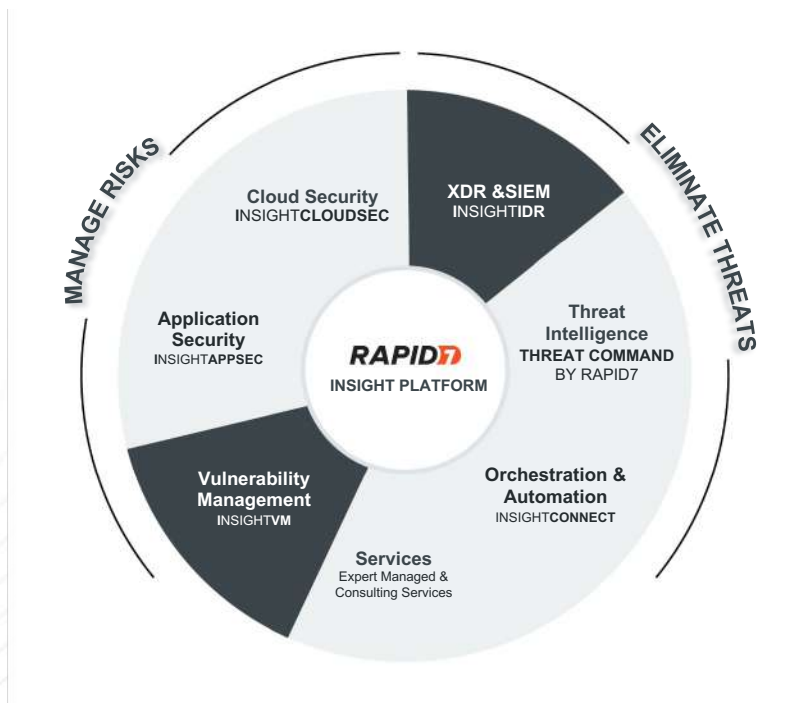 MANAGE RISKS
ELIMINATE THREATS
Cloud Security
INSIGHTCLOUDSEC
XDR &SIEM
INSIGHTIDR
Application
Security
INSIGHTAPPSEC
RAPID7
INSIGHT PLATFORM
Threat
Intelligence
THREAT COMMAND
BY RAPID7
Vulnerability
Management
INSIGHTVM
Orchestration &
Automation
INSIGHTCONNECT
Services
Expert Managed &
Consulting Services